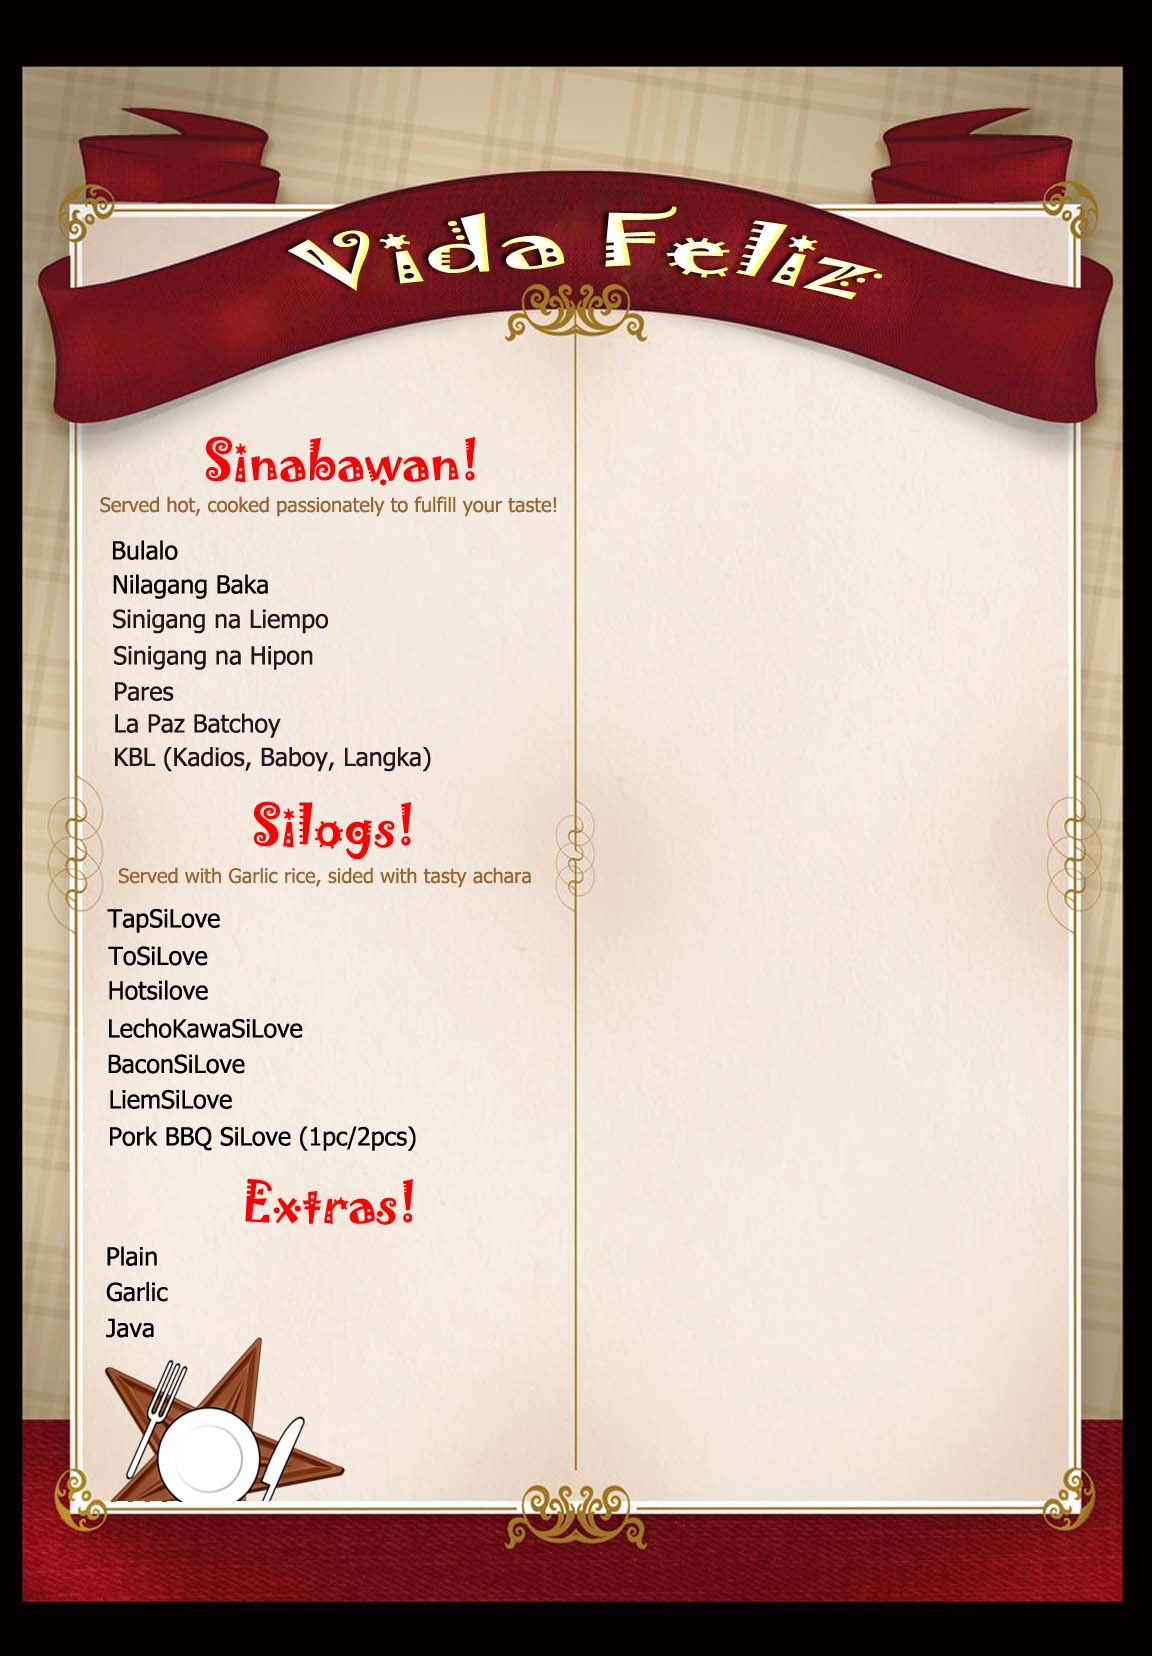 Vida Feliz
Sinabawan!
Served hot, cooked passionately to fulfill your taste!
Bulalo
Nilagang Baka
Sinigang na Liempo
Sinigang na Hipon
Pares
La Paz Batchoy
KBL (Kadios, Baboy, Langka)
Silogs!
Served with Garlic rice, sided with tasty achara
TapSiLove
ToSiLove
Hotsilove
LechoKawaSiLove
BaconSiLove
LiemSiLove
Pork BBQ SiLove (1pc/2pcs)
Extras!
Plain
Garlic
Java